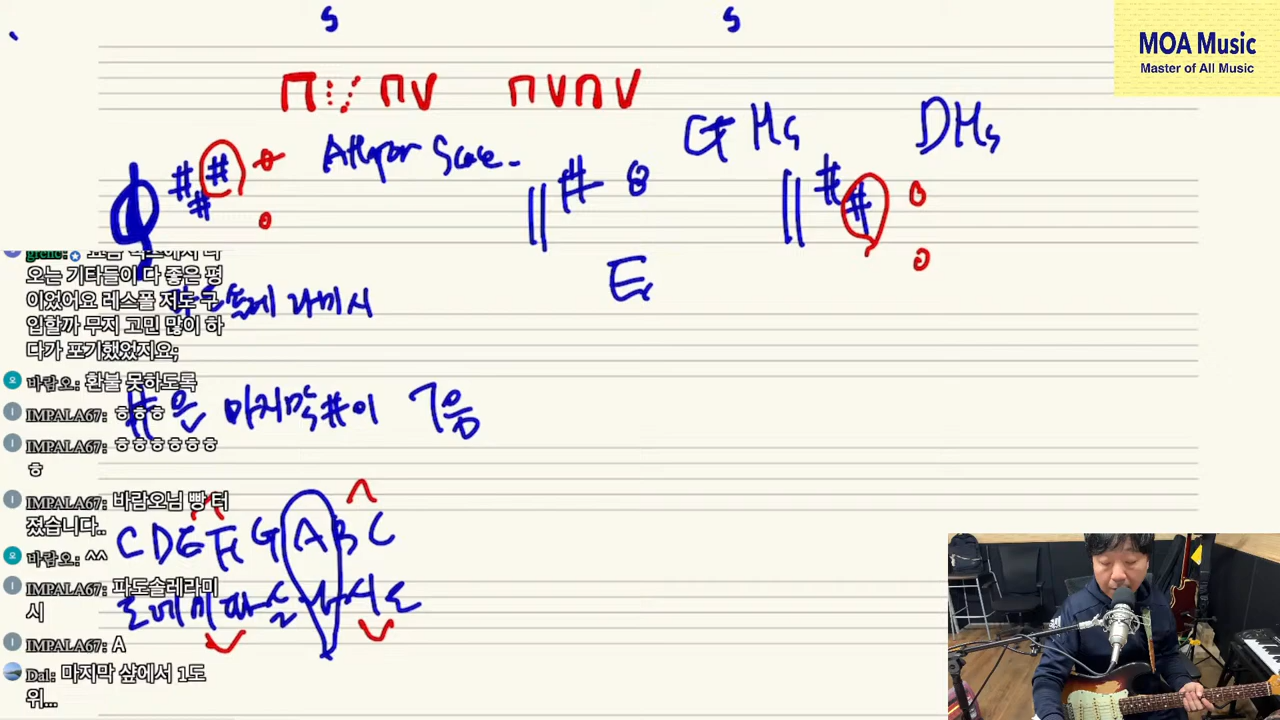 S S
MOA Music
Master of All Music
G Ms DMs
A Major Scale
E
오는 기타들이 다 좋은 평
이었어요 레스폴 저도 구
입할까 무지 고민 많이 하
다가 포기했었지요;
바람오: 환불 못하도록
IMPALA67: ㅎㅎㅎ
IMPALA67: ㅎㅎㅎㅎㅎㅎ
ㅎ
#은 마지막#이 7음
IMPALA67: 바람오님 빵 터
졌습니다..
바람오: ^^
C D E F G A B C
IMPALA67: 파도솔레라미
시
도레미파솔라시도
IMPALA67: A
Dal: 마지막 샾에서 1도
위...